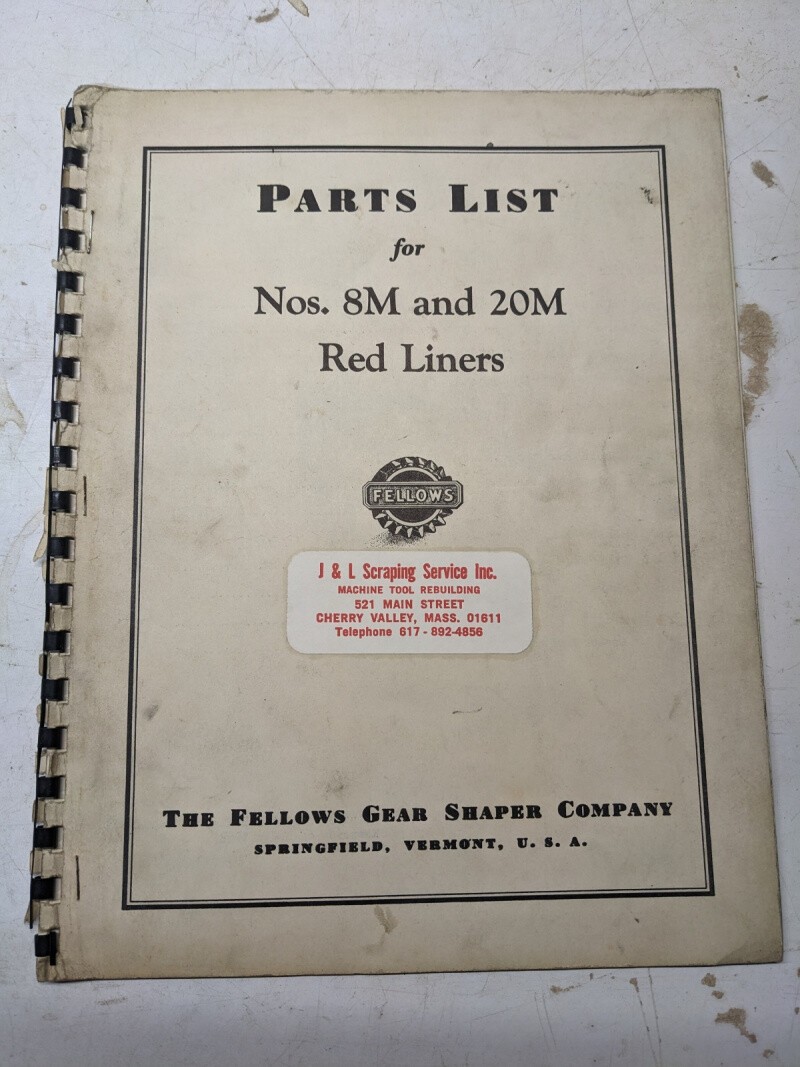 PARTS LIST
for
Nos. 8M and 20M
Red Liners
FELLOWS
J & L Scraping Service Inc.
MACHINE TOOL REBUILDING
521 MAIN STREET
CHERRY VALLEY, MASS. 01611
Telephone 617 - 892-4856
THE FELLOWS GEAR SHAPER COMPANY
SPRINGFIELD, VERMONT, U. S. A.